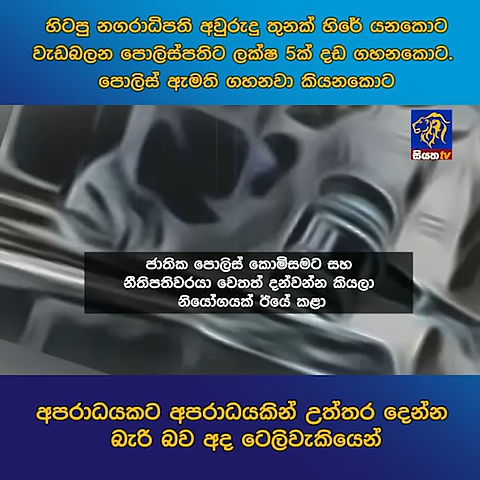 හිටපු නගරාධිපති අවුරුදු තුනක් හිරේ යනකොට
වැඩබලන පොලිස්පතිට ලක්ෂ 5ක් දඩ ගහනකොට.
පොලිස් ඇමති ගහනවා කියනකොට
සියත tv
ජාතික පොලිස් කොමිසමට සහ
නීතිපතිවරයා වෙතත් දන්වන්න කියලා
නියෝගයක් ඊයේ කළා
අපරාධයකට අපරාධයකින් උත්තර දෙන්න
බැරි බව අද ටෙලිවැකියෙන්